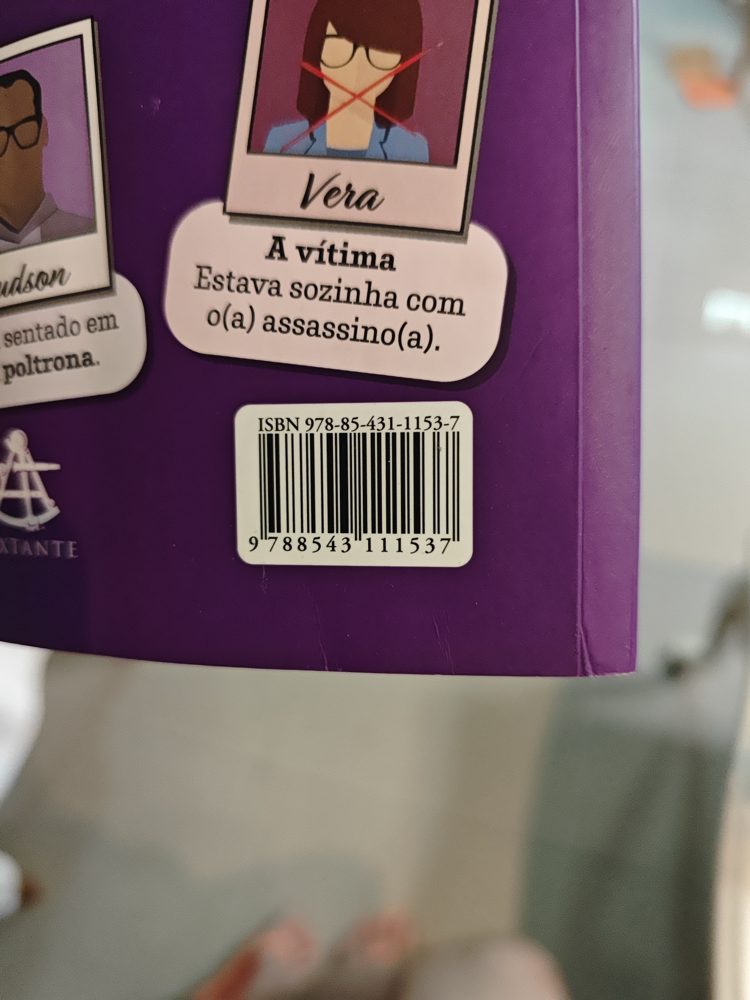 Vera
A vítima
Estava sozinha com
o(a) assassino(a).
udson
sentado em
poltrona.
ISBN 978-85-431-1153-7
9 788543 111537
XTANTE